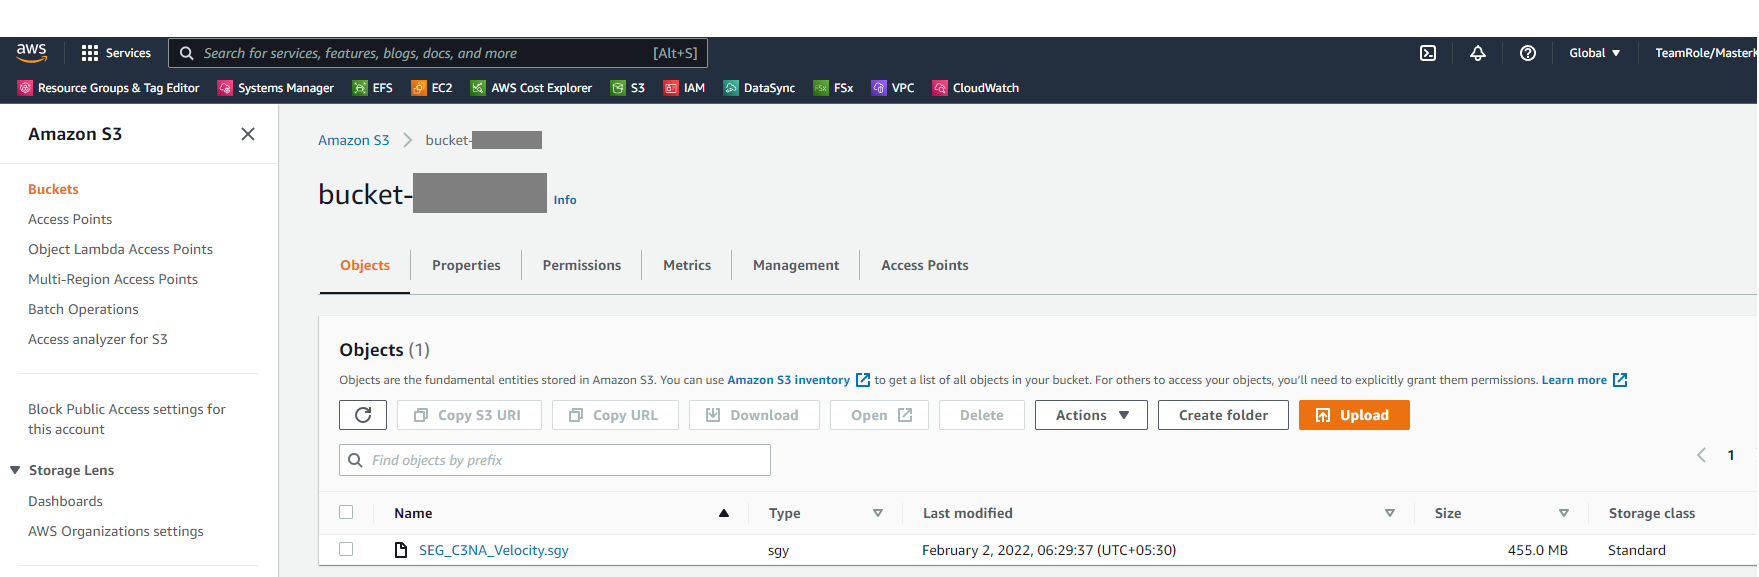 aws Services Search for services, features, blogs, docs, and more [Alt+S] Global TeamRole/Master
Resource Groups & Tag Editor Systems Manager EFS EC2 AWS Cost Explorer S3 IAM DataSync FSx FSx VPC CloudWatch
Amazon S3
Buckets
Access Points
Object Lambda Access Points
Multi-Region Access Points
Batch Operations
Access analyzer for S3
Block Public Access settings for
this account
Storage Lens
Dashboards
AWS Organizations settings
Amazon S3 bucket-
bucket- Info
Objects Properties Permissions Metrics Management Access Points
Objects (1)
Objects are the fundamental entities stored in Amazon S3. You can use Amazon S3 inventory to get a list of all objects in your bucket. For others to access your objects, you'll need to explicitly grant them permissions. Learn more
Copy S3 URI Copy URL Download Open Delete Actions Create folder Upload
Find objects by prefix 1
Name Type Last modified Size Storage class
SEG_C3NA_Velocity.sgy sgy February 2, 2022, 06:29:37 (UTC+05:30) 455.0 MB Standard